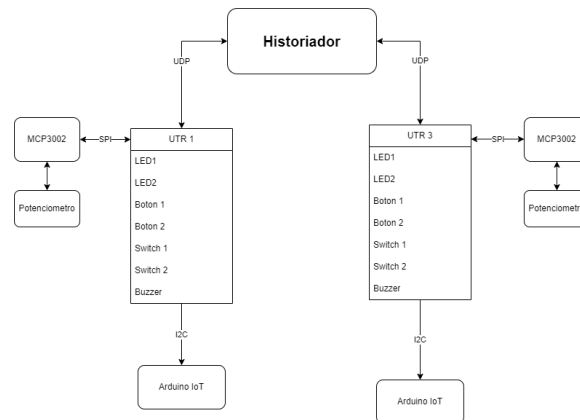 Historiador
UDP
UDP
MCP3002
SPI
UTR 1
LED1
LED2
Boton 1
Boton 2
Switch 1
Switch 2
Buzzer
Potenciometro
I2C
Arduino IoT
UTR 3
SPI
MCP3002
LED1
LED2
Boton 1
Boton 2
Switch 1
Switch 2
Buzzer
Potenciometro
I2C
Arduino IoT